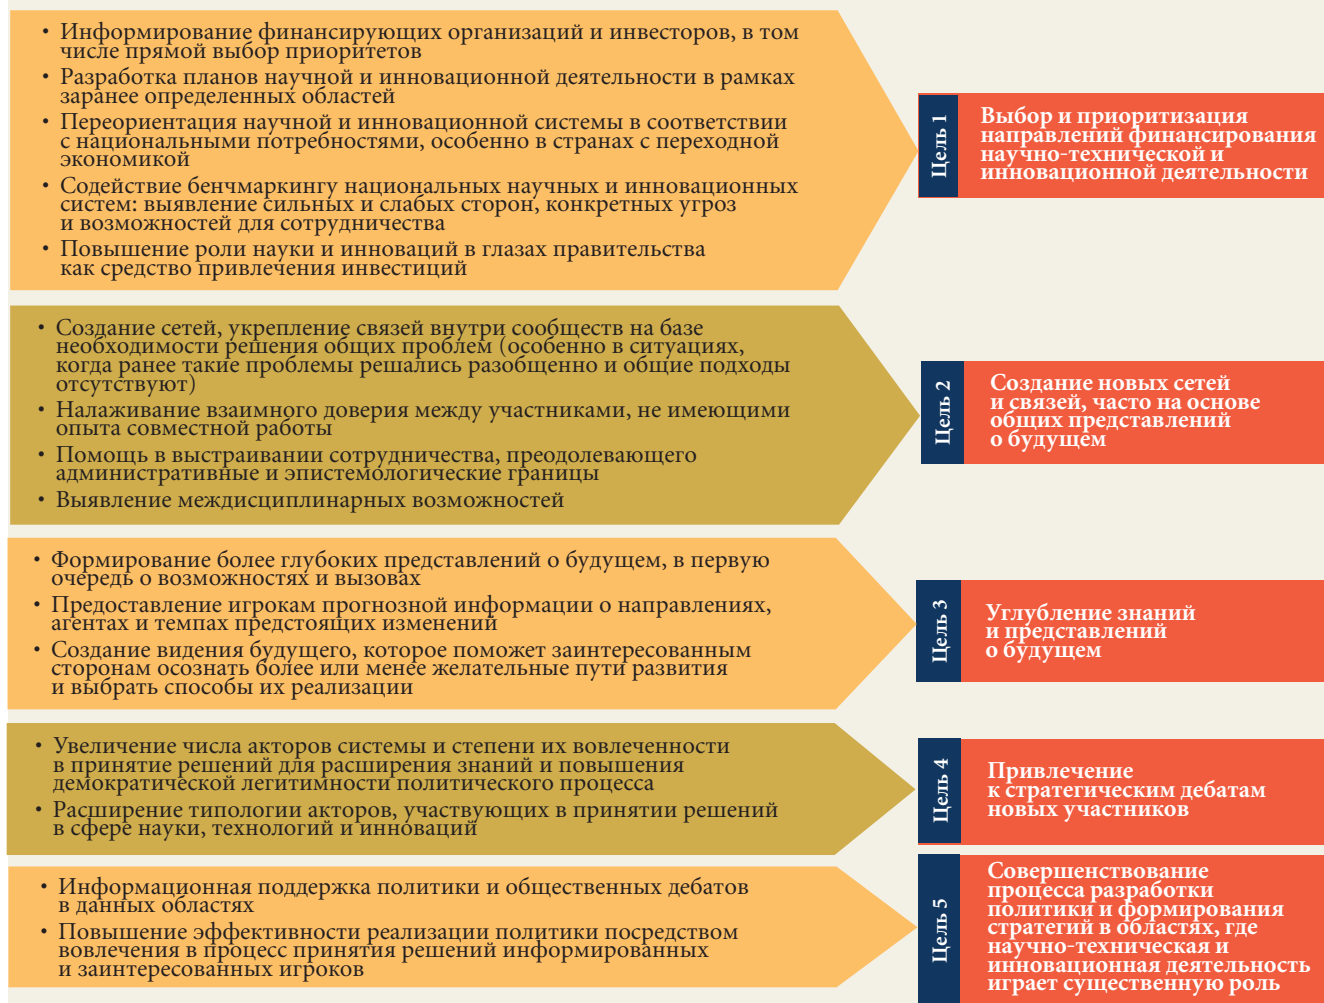 • Информирование финансирующих организаций и инвесторов, в том
числе прямой выбор приоритетов
• Разработка планов научной и инновационной деятельности в рамках
заранее определенных областей
• Переориентация научной и инновационной системы в соответствии
с национальными потребностями, особенно в странах с переходной
экономикой
• Содействие бенчмаркингу национальных научных и инновационных
систем: выявление сильных и слабых сторон, конкретных угроз
и возможностей для сотрудничества
• Повышение роли науки и инноваций в глазах правительства
как средство привлечения инвестиций
Цель 1
Выбор и приоритизация
направлений финансирования
научно-технической и
инновационной деятельности
• Создание сетей, укрепление связей внутри сообществ на базе
необходимости решения общих проблем (особенно в ситуациях,
когда ранее такие проблемы решались разобщенно и общие подходы
отсутствуют)
• Налаживание взаимного доверия между участниками, не имеющими
опыта совместной работы
• Помощь в выстраивании сотрудничества, преодолевающего
административные и эпистемологические границы
• Выявление междисциплинарных возможностей
Цель 2
Создание новых сетей
и связей, часто на основе
общих представлений
о будущем
• Формирование более глубоких представлений о будущем, в первую
очередь о возможностях и вызовах
• Предоставление игрокам прогнозной информации о направлениях,
агентах и темпах предстоящих изменений
• Создание видения будущего, которое поможет заинтересованным
сторонам осознать более или менее желательные пути развития
и выбрать способы их реализации
Цель 3
Углубление знаний
и представлений
о будущем
• Увеличение числа акторов системы и степени их вовлеченности
в принятие решений для расширения знаний и повышения
демократической легитимности политического процесса
• Расширение типологии акторов, участвующих в принятии решений
в сфере науки, технологий и инноваций
Цель 4
Привлечение
к стратегическим дебатам
новых участников
• Информационная поддержка политики и общественных дебатов
в данных областях
• Повышение эффективности реализации политики посредством
вовлечения в процесс принятия решений информированных
и заинтересованных игроков
Цель 5
Совершенствование
процесса разработки
политики и формирования
стратегий в областях, где
научно-техническая и
инновационная деятельность
играет существенную роль